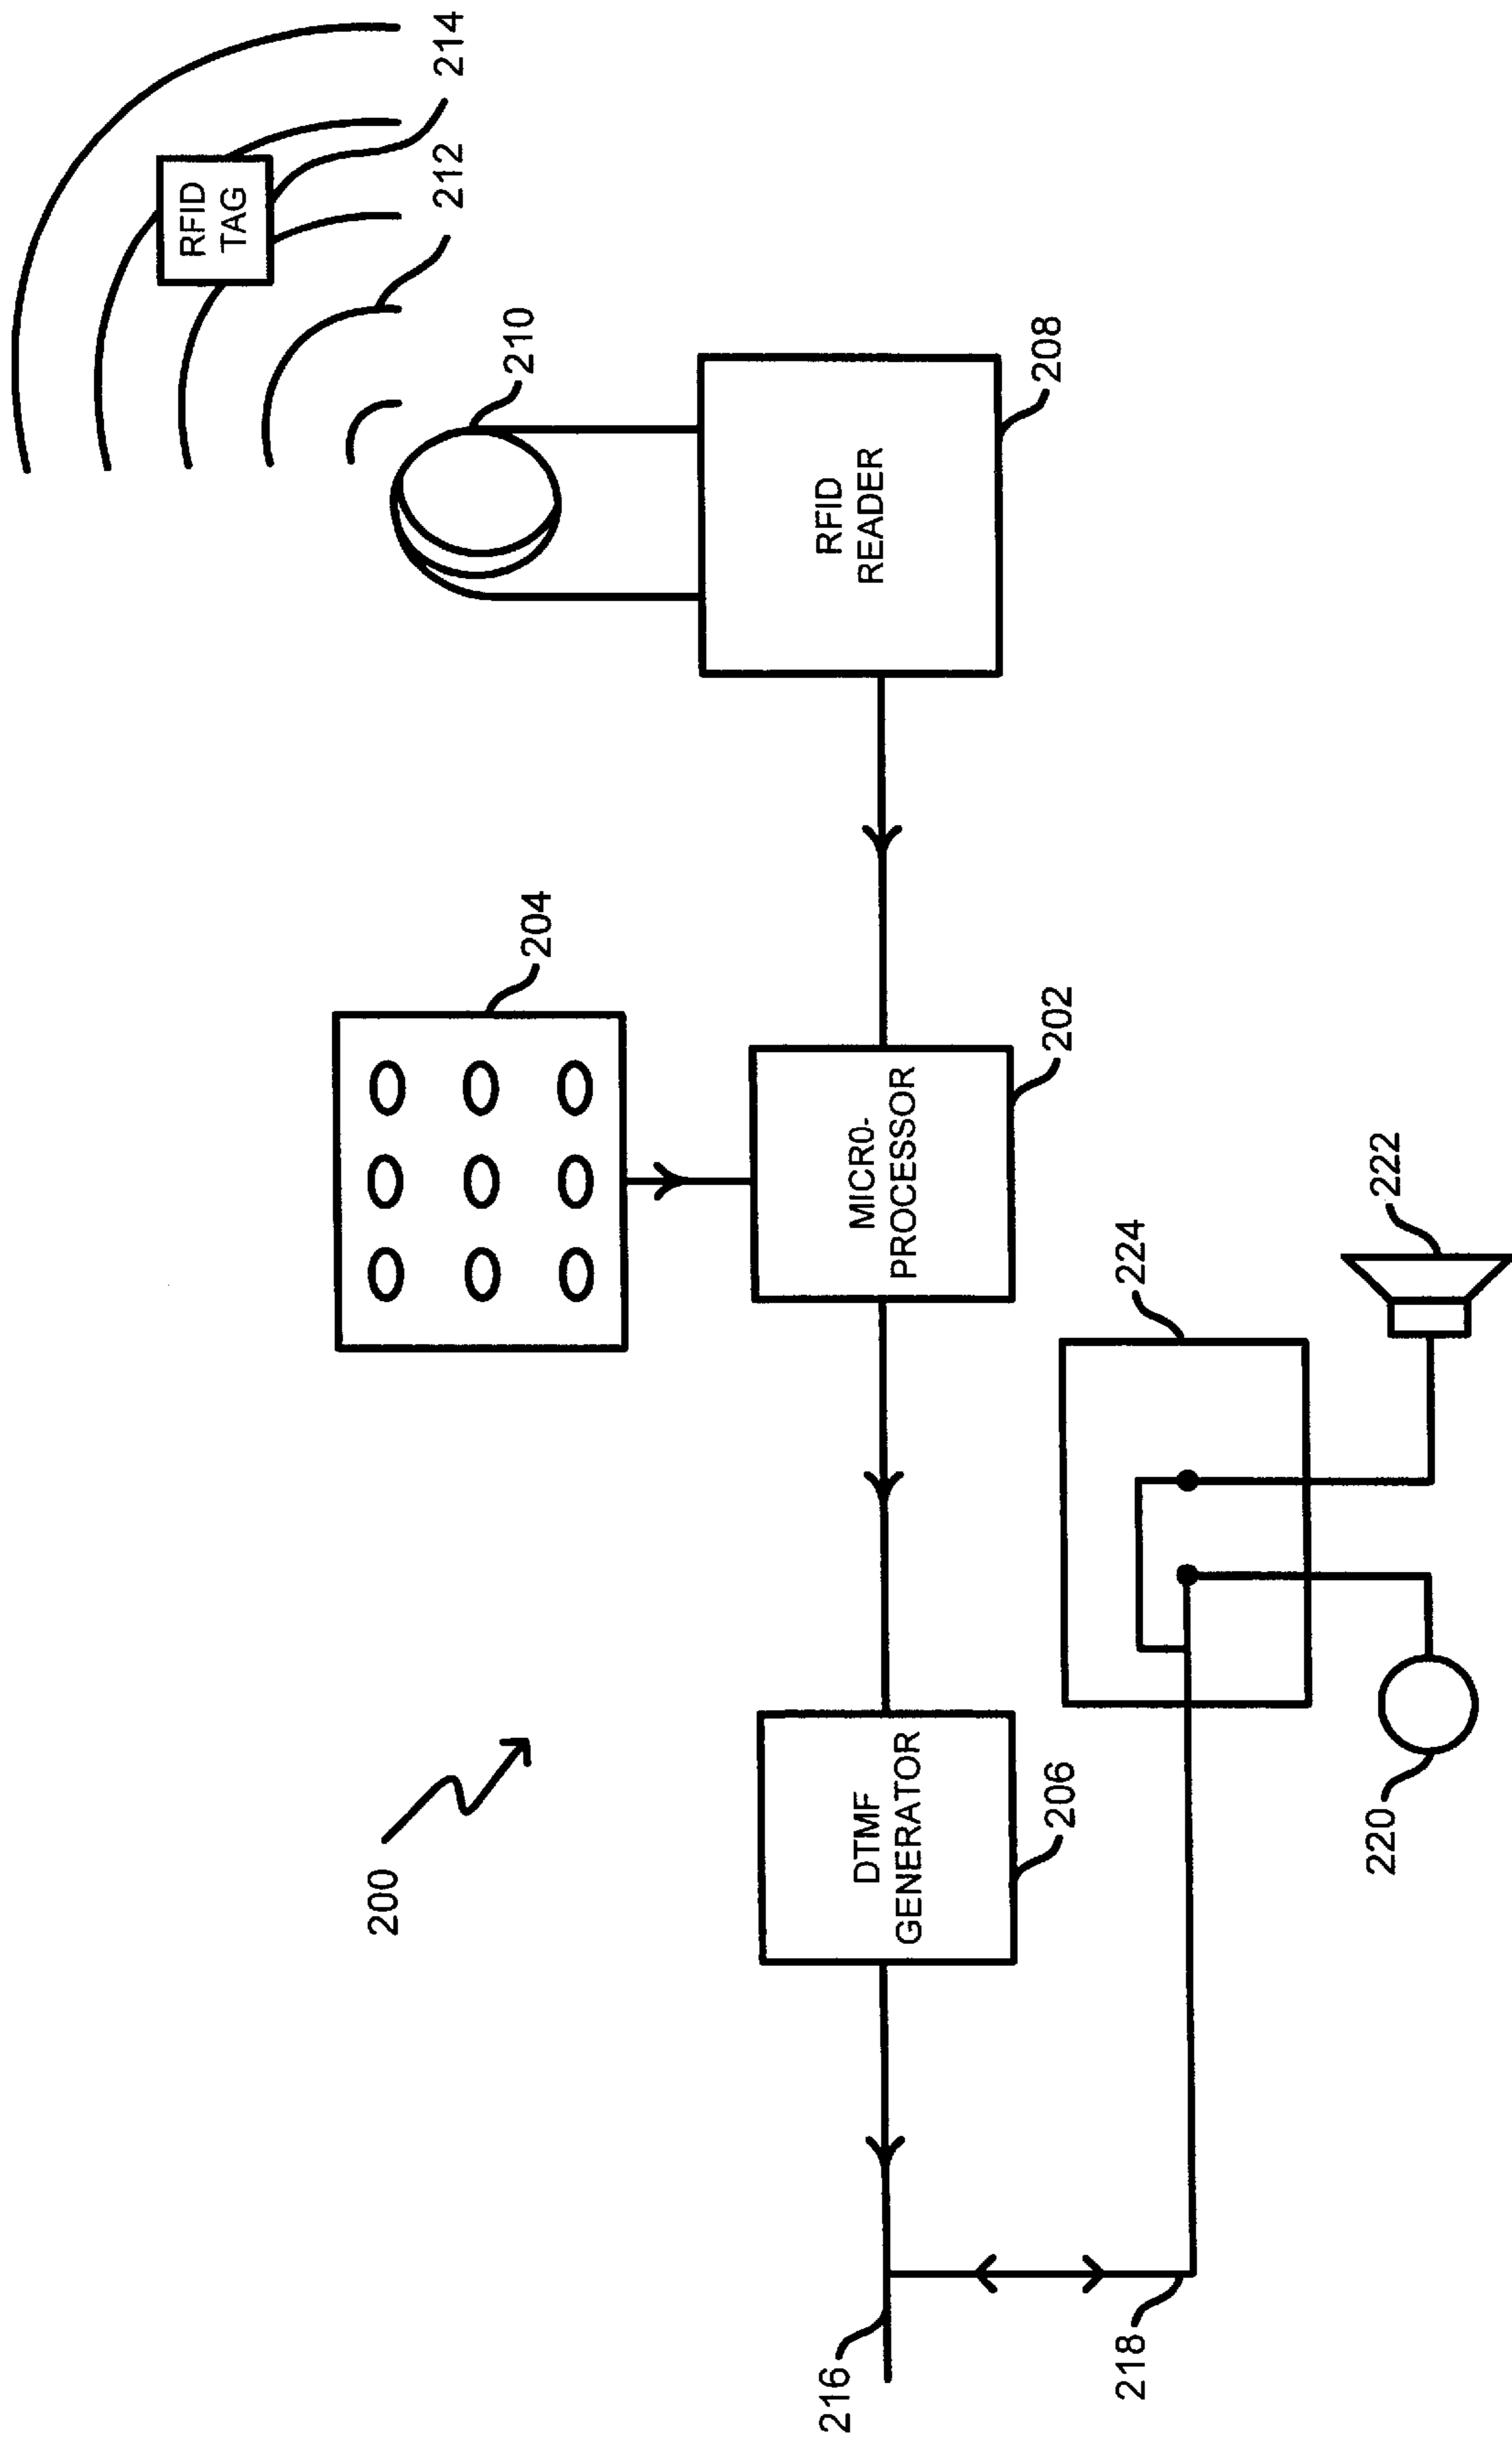 RFID
TAG
214
212
200
204
210
216
DTMF
GENERATOR
206
MICR0-
PROCESSOR
202
RFID
READER
208
218
224
220
222